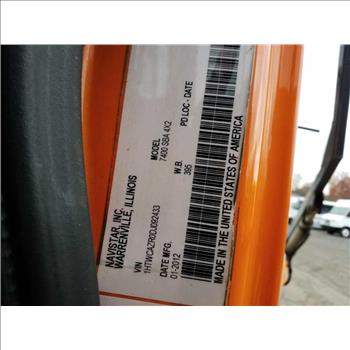 NAVISTAR, INC.
WARRENVILLE, ILLINOIS
VIN MODEL
1HTWCAZR0DJ092433 7400 SBA 4X2
DATE MFG. W.B. PD LOC - DATE
01-2012 395
MADE IN THE UNITED STATES OF AMERICA